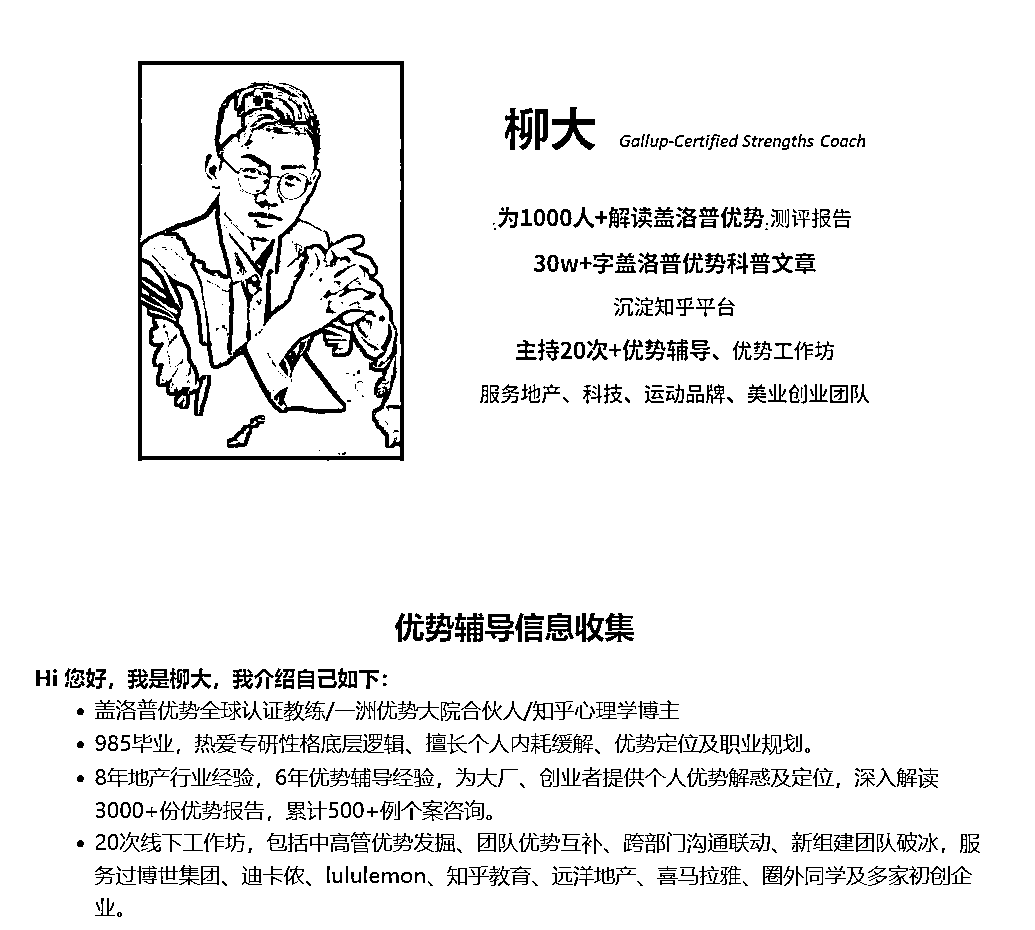 柳大 Gallup-Certified Strengths Coach
为1000人+解读盖洛普优势测评报告
30w+字盖洛普优势科普文章
沉淀知乎平台
主持20次+优势辅导、优势工作坊
服务地产、科技、运动品牌、美业创业团队
优势辅导信息收集
Hi 您好，我是柳大，我介绍自己如下：
• 盖洛普优势全球认证教练/一洲优势大院合伙人/知乎心理学博主
• 985毕业，热爱专研性格底层逻辑、擅长个人内耗缓解、优势定位及职业规划。
• 8年地产行业经验，6年优势辅导经验，为大厂、创业者提供个人优势解惑及定位，深入解读
3000+份优势报告，累计500+例个案咨询。
• 20次线下工作坊，包括中高管优势发掘、团队优势互补、跨部门沟通联动、新组建团队破冰，服
务过博世集团、迪卡侬、lululemon、知乎教育、远洋地产、喜马拉雅、圈外同学及多家初创企
业。